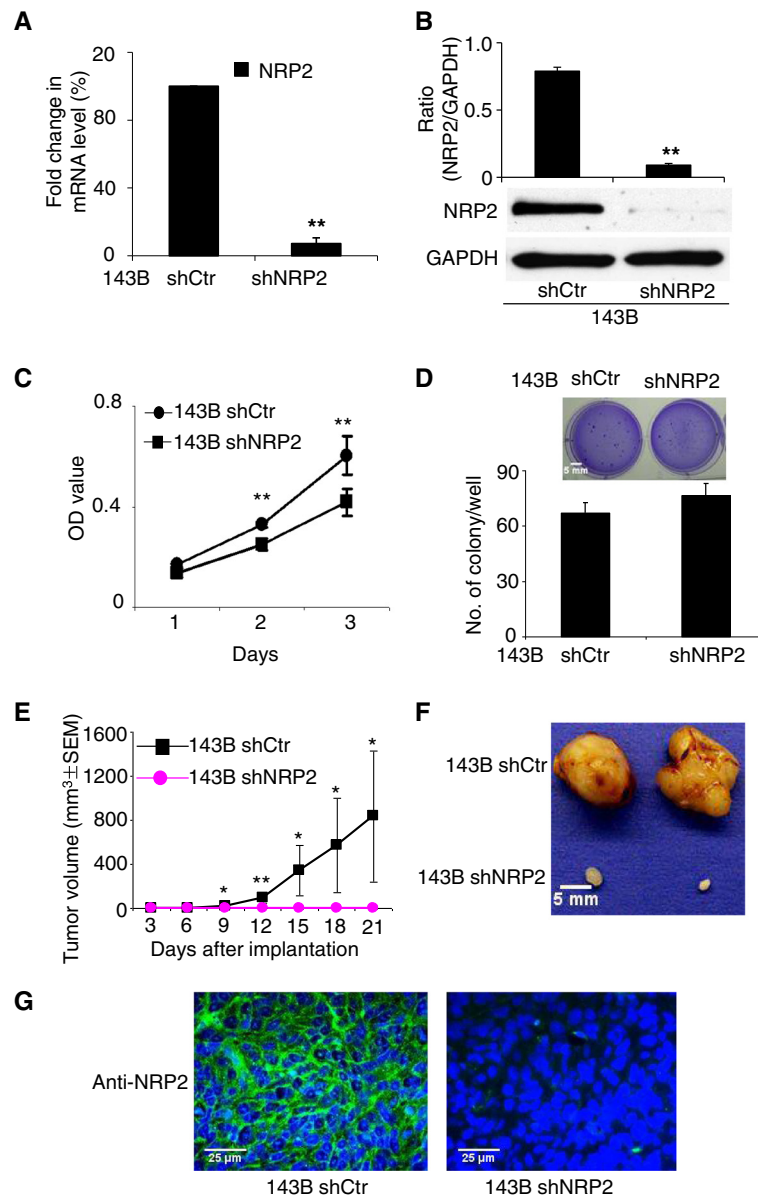 A
Fold change in
mRNA level (%)
20
80
40
0
NRP2
**
143B shCtr shNRP2
B
Ratio
(NRP2/GAPDH)
1.0
0.5
0
**
NRP2
GAPDH
shCtr shNRP2
143B
C
OD value
0.8
0.4
0
143B shCtr
143B shNRP2
**
**
1 2 3
Days
D
143B shCtr shNRP2
5 mm
No. of colony/well
90
60
30
0
143B shCtr shNRP2
E
Tumor volume (mm³±SEM)
1600
1200
800
400
0
143B shCtr
143B shNRP2
* ** * * *
3 6 9 12 15 18 21
Days after implantation
F
143B shCtr
143B shNRP2
5 mm
G
Anti-NRP2
25 µm
25 µm
143B shCtr 143B shNRP2